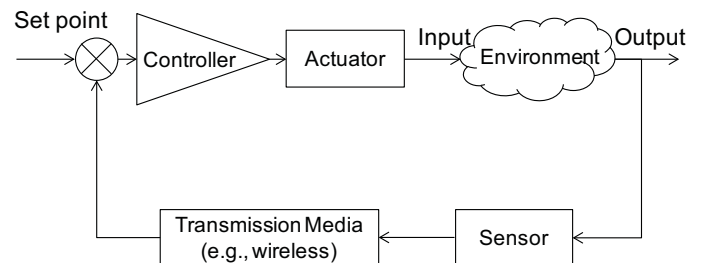 Set point
Controller
Actuator
Input
Environment
Output
Transmission Media
(e.g., wireless)
Sensor